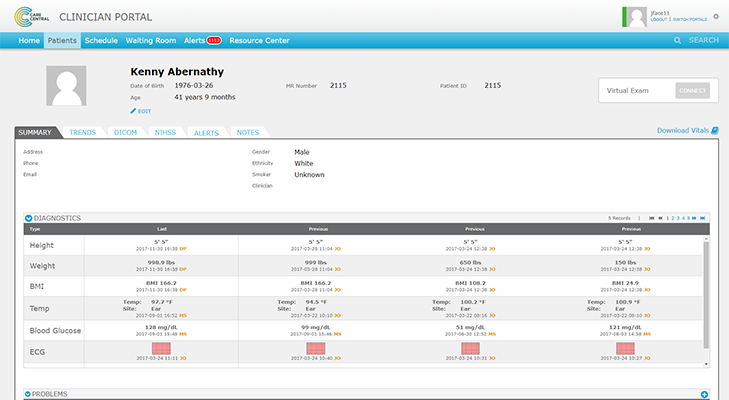 CARE CENTRAL CLINICIAN PORTAL
jface11
LOGOUT | SWITCH PORTALS
Home Patients Schedule Waiting Room Alerts 1113 Resource Center SEARCH
Kenny Abernathy
Date of Birth 1976-03-26 MR Number 2115 Patient ID 2115
Age 41 years 9 months
EDIT
Virtual Exam CONNECT
SUMMARY TRENDS DICOM NIHSS ALERTS NOTES Download Vitals
Address Gender Male
Phone Ethnicity White
Email Smoker Unknown
Clinician
DIAGNOSTICS 5 Records | 1 2 3 4 5
Type Last Previous Previous Previous
Height 5' 5" 5' 5" 5' 5" 5' 5"
2017-11-30 16:38 DP 2017-03-28 11:04 JO 2017-03-24 12:38 JO 2017-03-24 12:38 JO
Weight 998.9 lbs 999 lbs 650 lbs 150 lbs
2017-11-30 16:38 DP 2017-03-28 11:04 JO 2017-03-24 12:38 JO 2017-03-24 12:38 JO
BMI BMI 166.2 BMI 166.2 BMI 108.2 BMI 24.9
2017-11-30 16:38 DP 2017-03-28 11:04 JO 2017-03-24 12:38 JO 2017-03-24 12:38 JO
Temp Temp: 97.7 °F Temp: 94.5 °F Temp: 100.2 °F Temp: 100.9 °F
Site: Ear Site: Ear Site: Ear Site: Ear
2017-09-01 16:52 MS 2017-03-22 10:10 JO 2017-03-22 08:16 JO 2017-03-22 08:10 JO
Blood Glucose 128 mg/dL 99 mg/dL 51 mg/dL 121 mg/dL
2017-09-01 15:48 MS 2017-09-01 15:46 MS 2017-08-30 12:52 MS 2017-08-03 14:58 MS
ECG
2017-03-24 11:11 JO 2017-03-24 10:40 JO 2017-03-24 10:31 JO 2017-03-24 10:27 JO
PROBLEMS